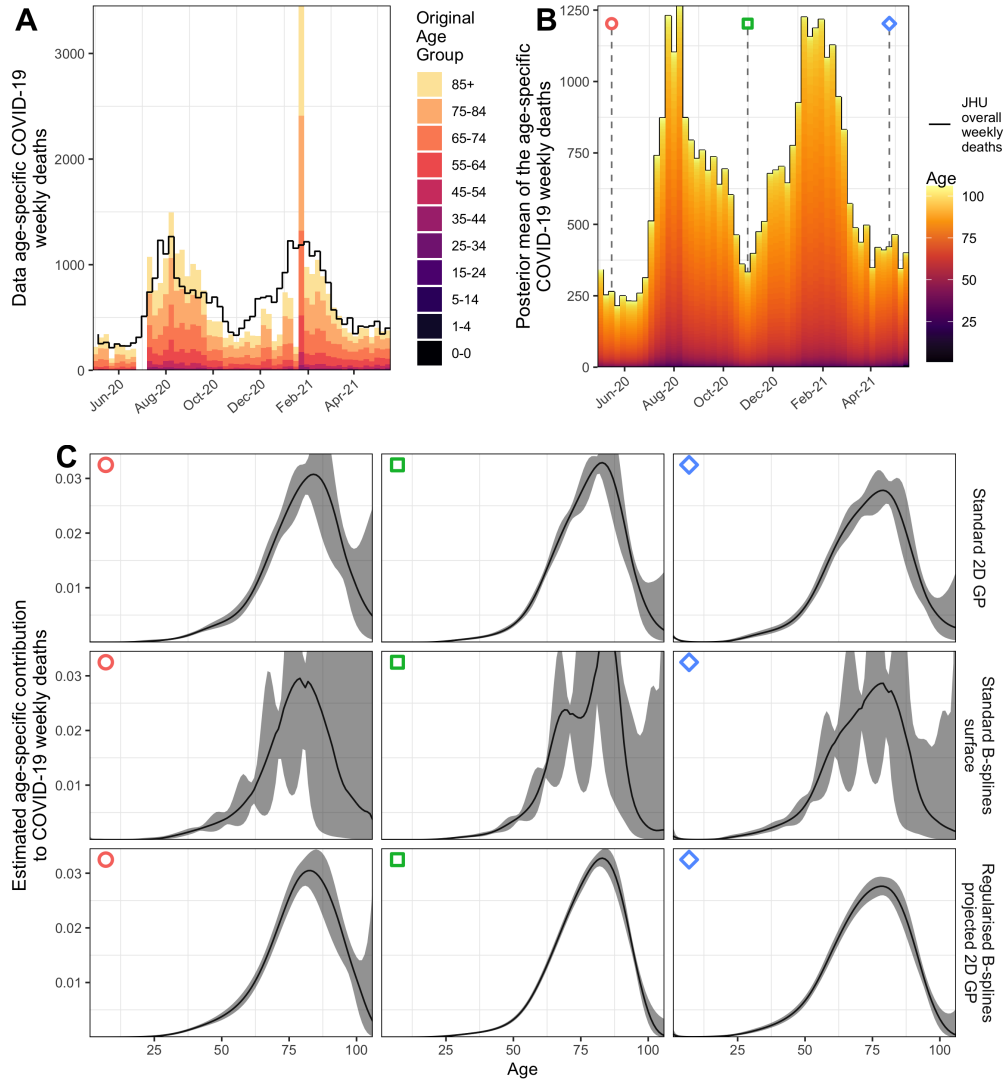 A
Data age-specific COVID-19
weekly deaths
3000
2000
1000
0
Jun-20
Aug-20
Oct-20
Dec-20
Feb-21
Apr-21
Original
Age
Group
85+
75-84
65-74
55-64
45-54
35-44
25-34
15-24
5-14
1-4
0-0
B
Posterior mean of the age-specific
COVID-19 weekly deaths
1250
1000
750
500
250
0
Jun-20
Aug-20
Oct-20
Dec-20
Feb-21
Apr-21
JHU
overall
weekly
deaths
Age
100
75
50
25
C
Estimated age-specific contribution
to COVID-19 weekly deaths
0.03
0.02
0.01
Standard 2D GP
0.03
0.02
0.01
Standard B-splines
surface
0.03
0.02
0.01
Regularised B-splines
projected 2D GP
25
50
75
100
25
50
75
100
25
50
75
100
Age